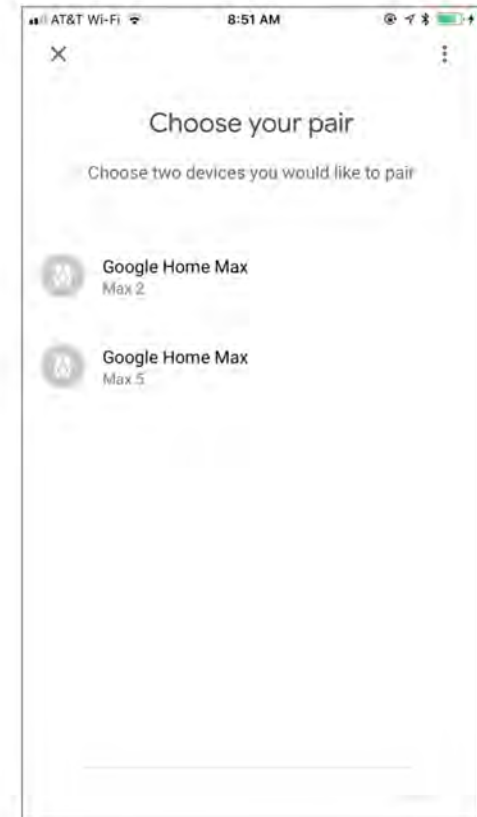 AT&T Wi-Fi 8:51 AM
Choose your pair
Choose two devices you would like to pair
Google Home Max
Max 2
Google Home Max
Max 5